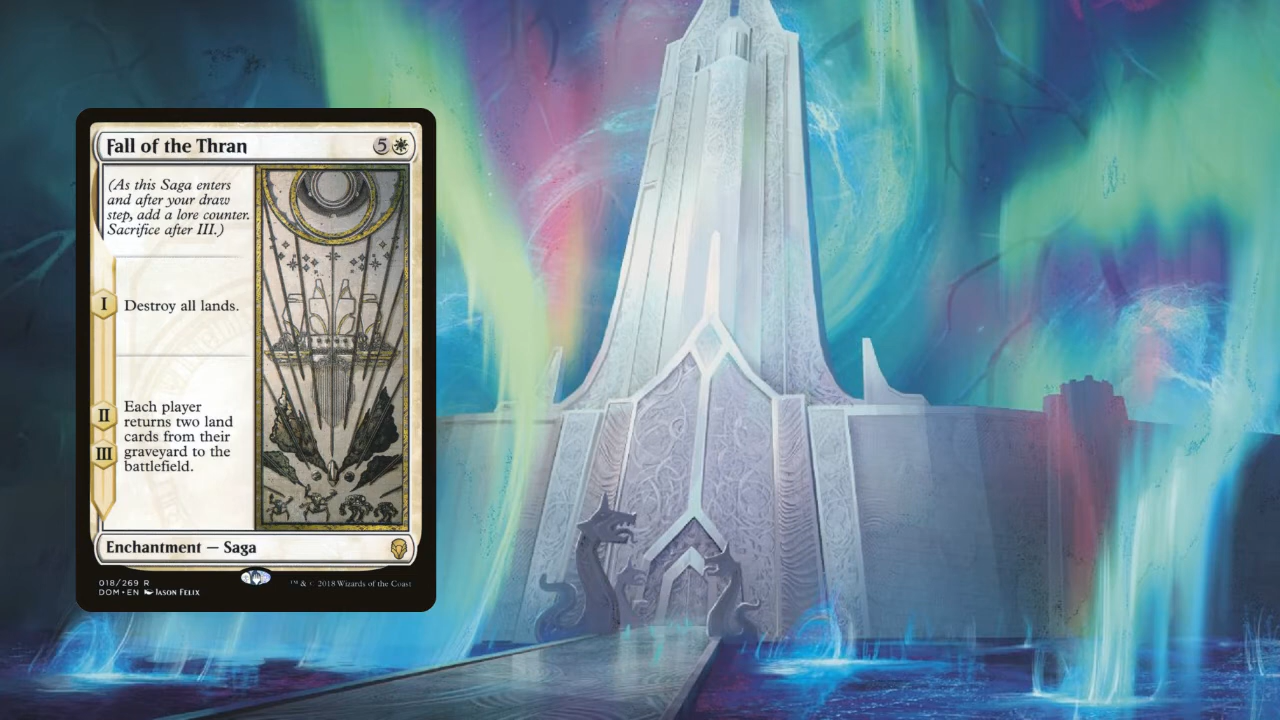 Fall of the Thran 5
(As this Saga enters
and after your draw
step, add a lore counter.
Sacrifice after III.)
I Destroy all lands.
II
III
Each player
returns two land
cards from their
graveyard to the
battlefield.
Enchantment — Saga
018/269 R
DOM • EN JASON FELIX
™ & © 2018 Wizards of the Coast